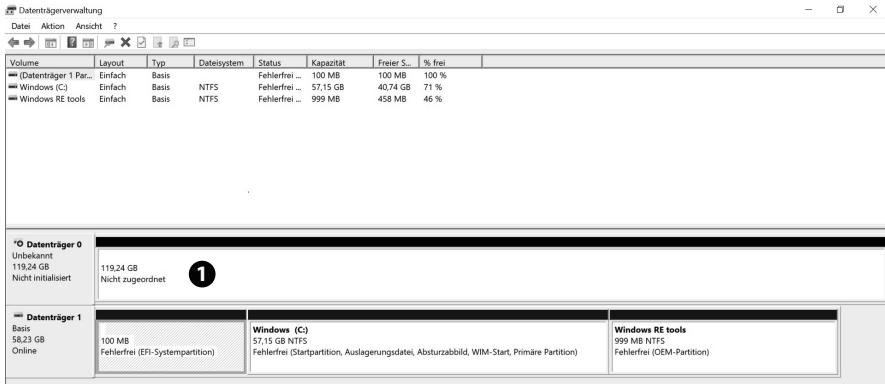 Datenträgerverwaltung
Datei Aktion Ansicht ?
Volume Layout Typ Dateisystem Status Kapazität Freier S... % frei
(Datenträger 1 Par... Einfach Basis Fehlerfrei ... 100 MB 100 MB 100 %
Windows (C:) Einfach Basis NTFS Fehlerfrei ... 57,15 GB 40,74 GB 71 %
Windows RE tools Einfach Basis NTFS Fehlerfrei ... 999 MB 458 MB 46 %
Datenträger 0
Unbekannt
119,24 GB
Nicht initialisiert
119,24 GB
Nicht zugeordnet
1
Datenträger 1
Basis
58,23 GB
Online
100 MB
Fehlerfrei (EFI-Systempartition)
Windows (C:)
57,15 GB NTFS
Fehlerfrei (Startpartition, Auslagerungsdatei, Absturzabbild, WIM-Start, Primäre Partition)
Windows RE tools
999 MB NTFS
Fehlerfrei (OEM-Partition)